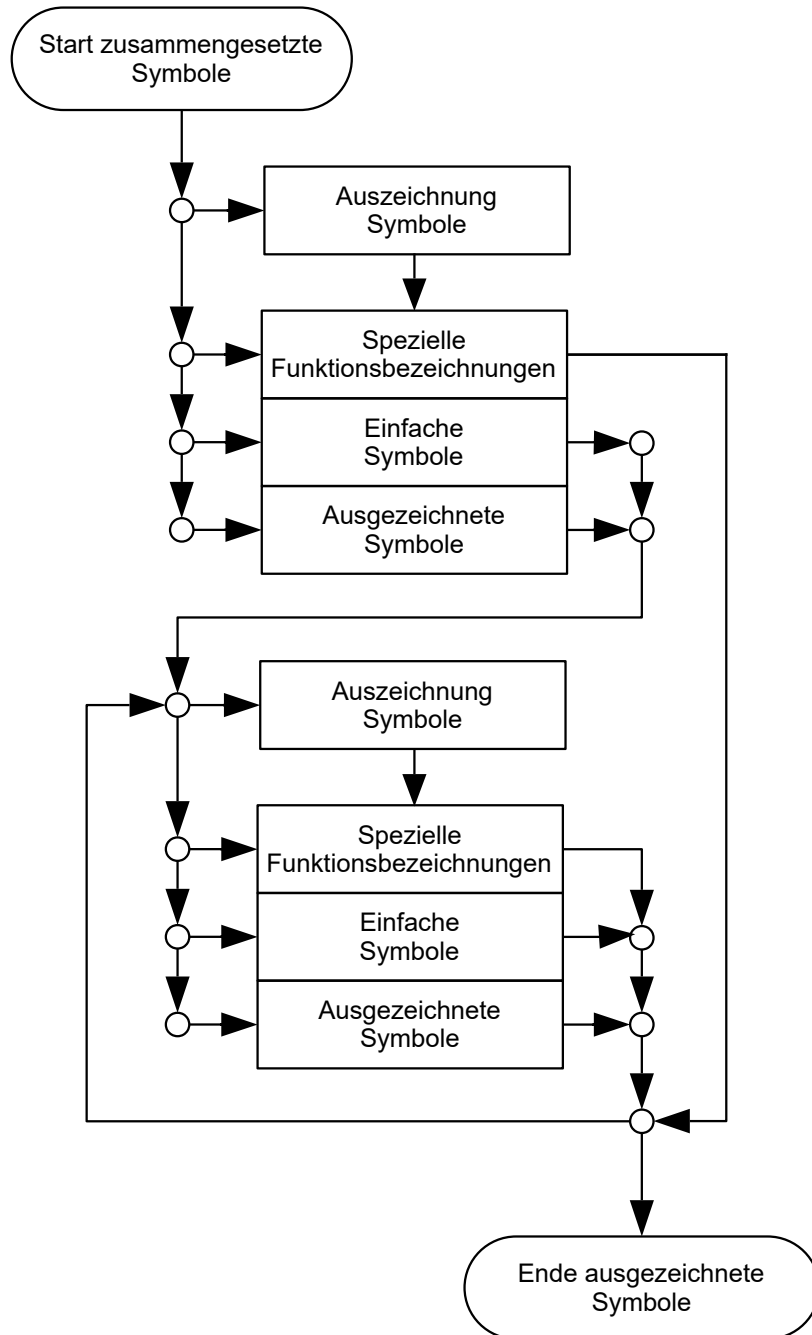 Start zusammengesetzte
Symbole
Auszeichnung
Symbole
Spezielle
Funktionsbezeichnungen
Einfache
Symbole
Ausgezeichnete
Symbole
Auszeichnung
Symbole
Spezielle
Funktionsbezeichnungen
Einfache
Symbole
Ausgezeichnete
Symbole
Ende ausgezeichnete
Symbole